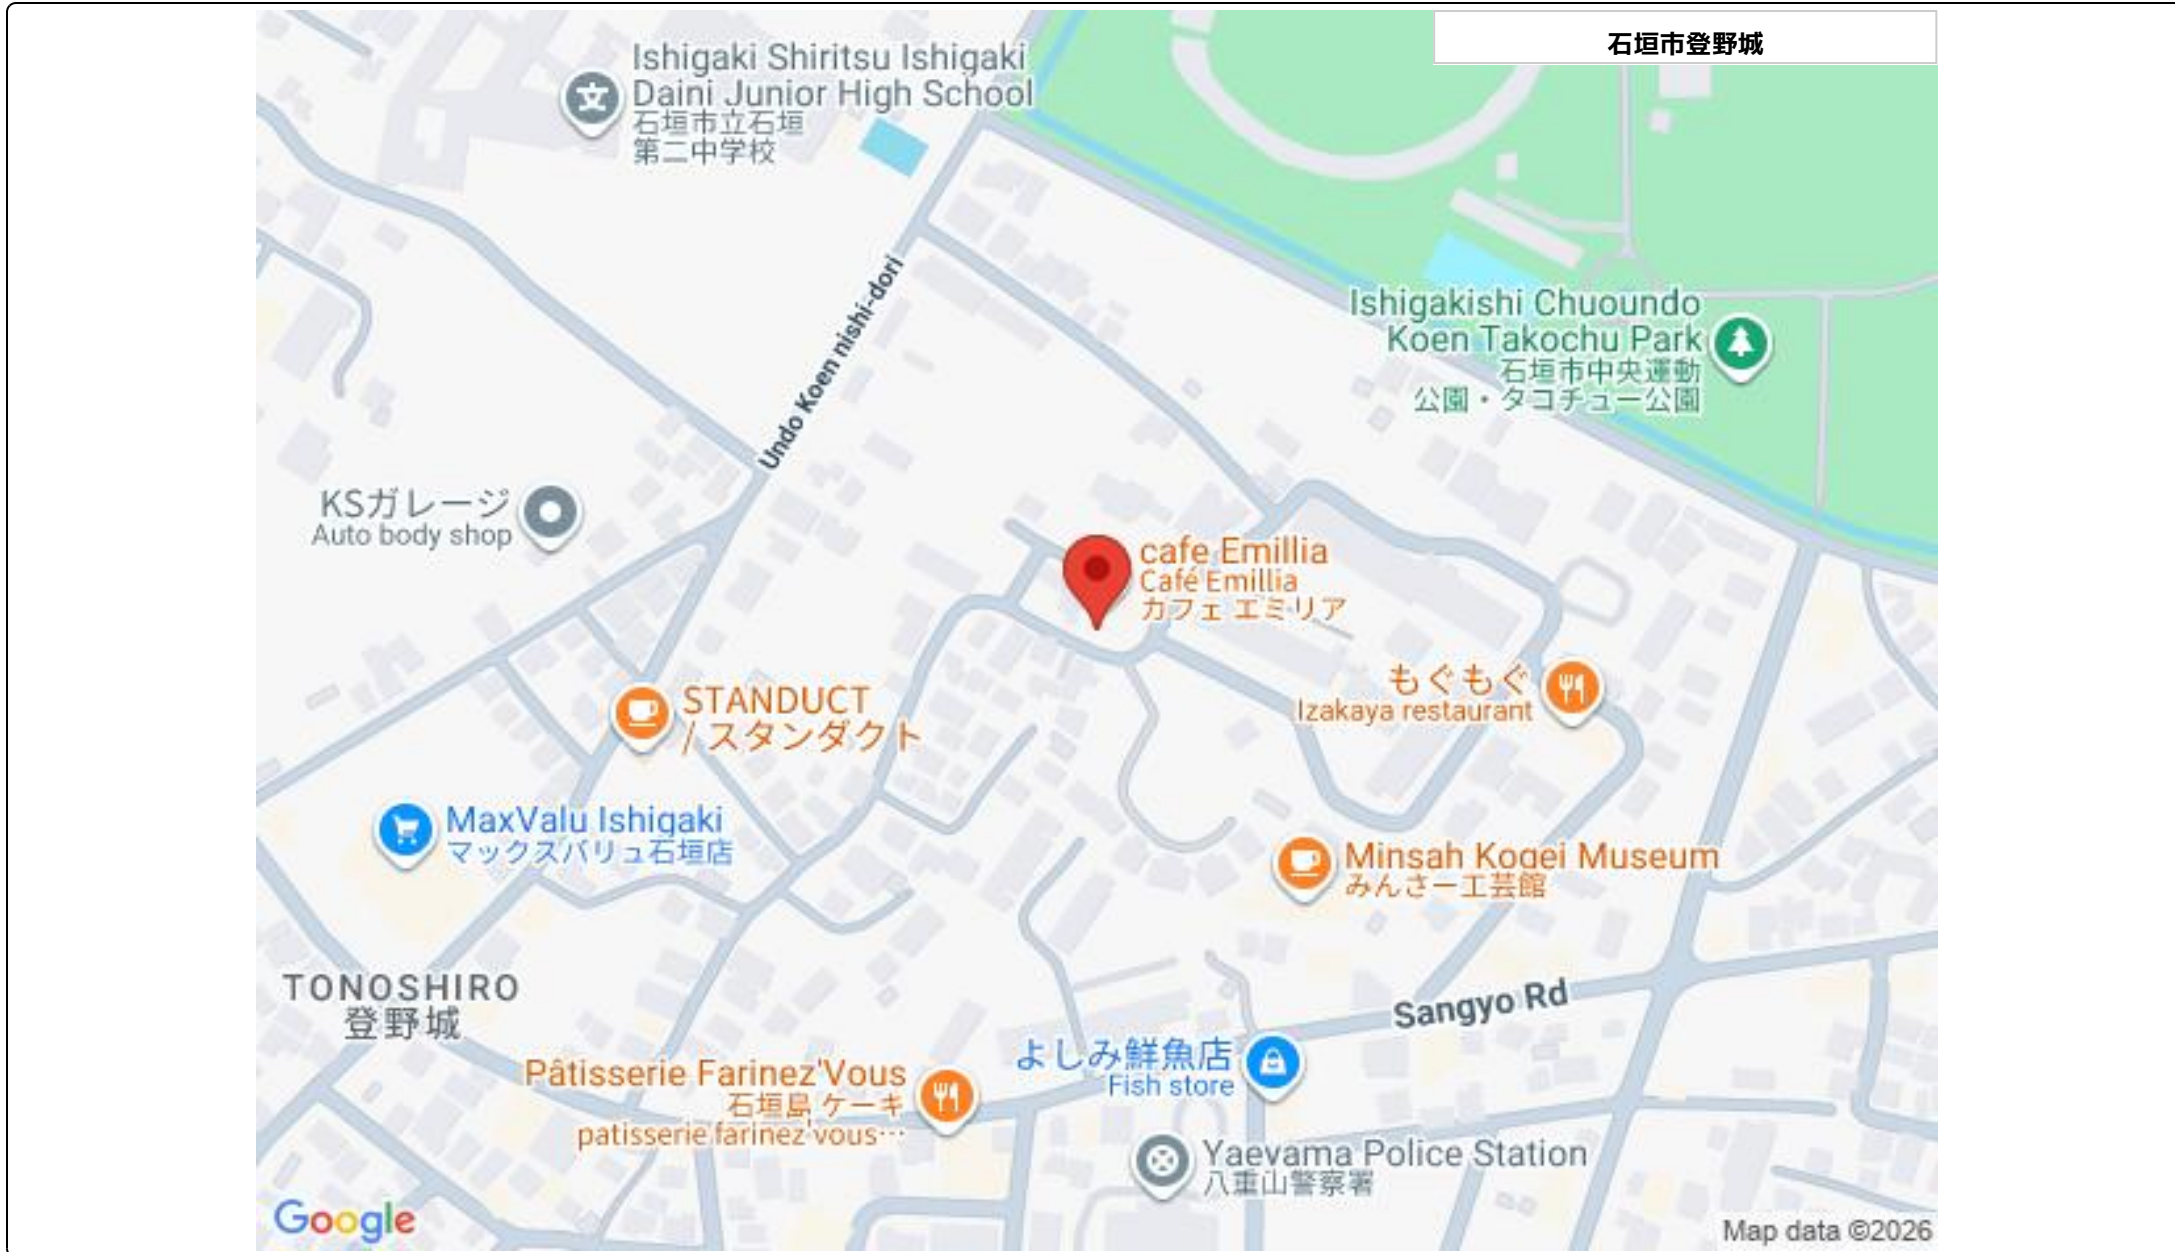 石垣市登野城
Ishigaki Shiritsu Ishigaki
Daini Junior High School
石垣市立石垣
第二中学校
Undo Koen nishi-dori
Ishigakishi Chuoundo
Koen Takochu Park
石垣市中央運動
公園・タコチュー公園
KSガレージ
Auto body shop
cafe Emillia
Café Emillia
カフェ エミリア
もぐもぐ
Izakaya restaurant
STANDUCT
/ スタンダクト
MaxValu Ishigaki
マックスバリュ石垣店
Minsah Kogei Museum
みんさー工芸館
TONOSHIRO
登野城
Sangyo Rd
よしみ鮮魚店
Fish store
Pâtisserie Farinez'Vous
石垣島 ケーキ
patisserie farinez'vous…
Yaeyama Police Station
八重山警察署
Google
Map data ©2026